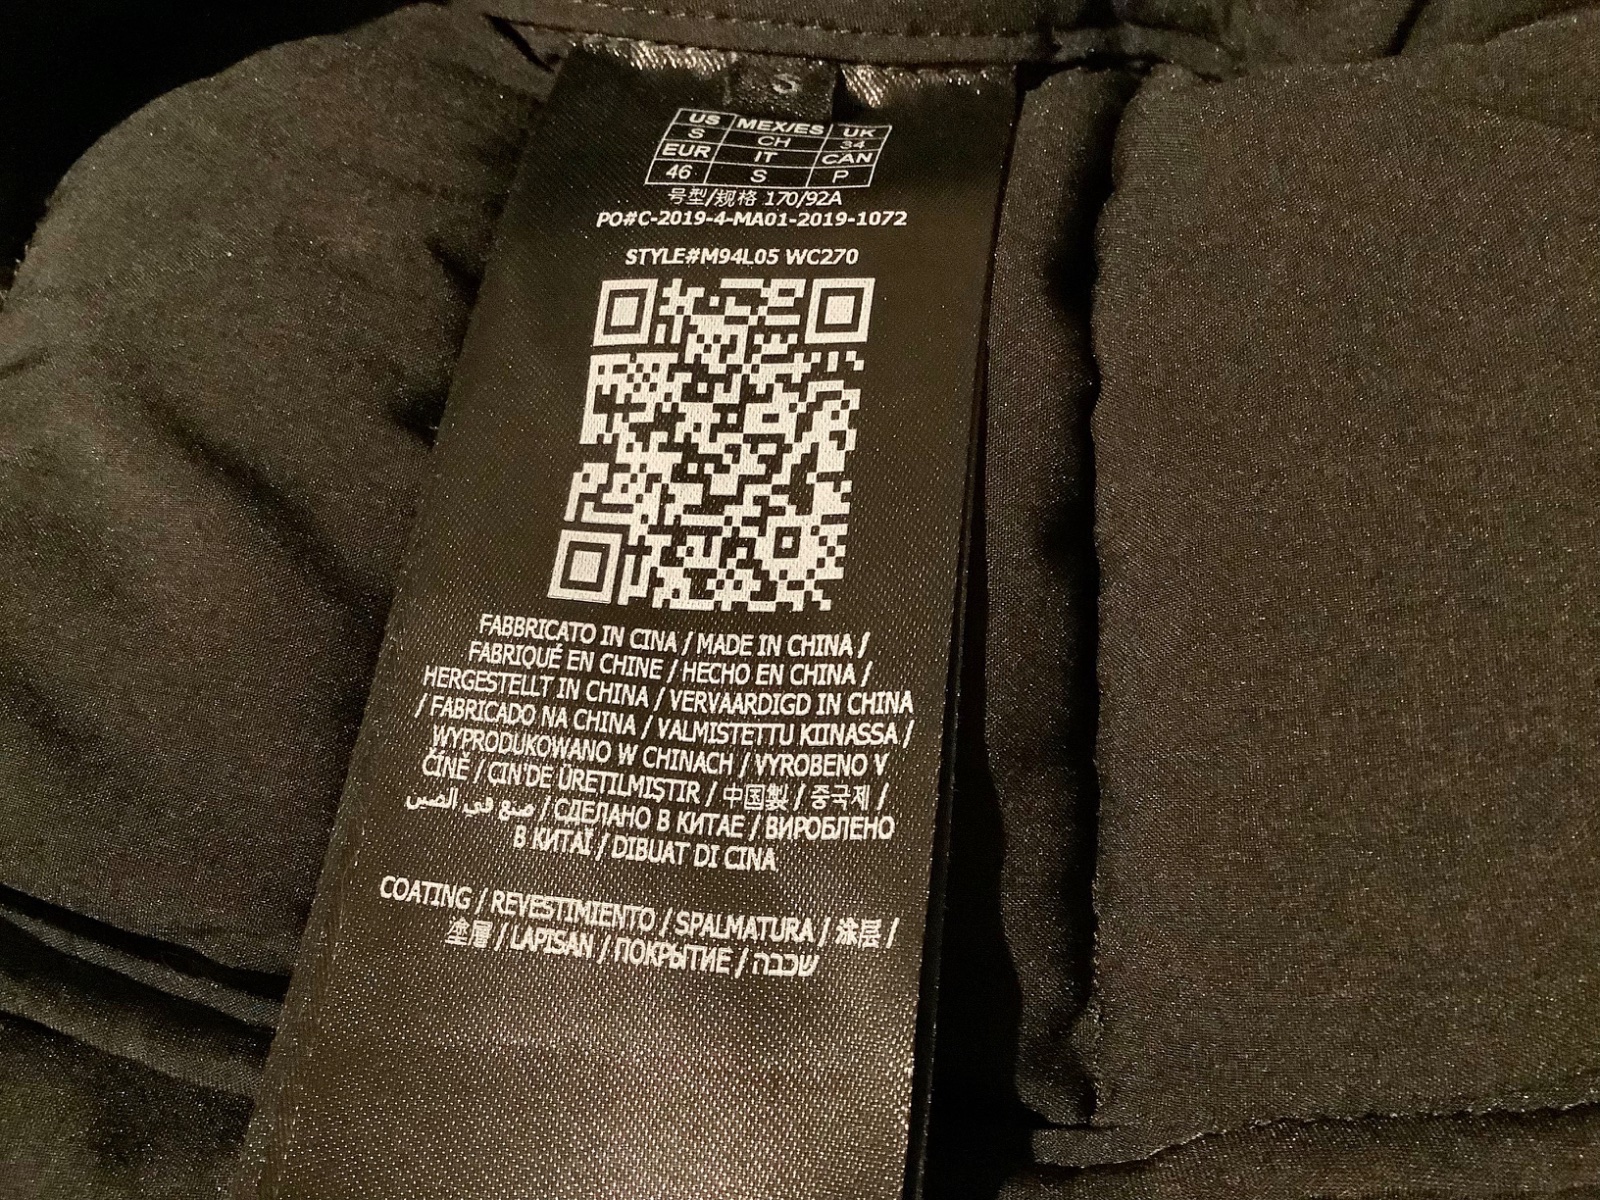 S
US MEX/ES UK
S CH 34
EUR IT CAN
46 S P
号型/规格 170/92A
PO#C-2019-4-MA01-2019-1072
STYLE#M94L05 WC270
FABBRICATO IN CINA / MADE IN CHINA /
FABRIQUÉ EN CHINE / HECHO EN CHINA /
HERGESTELLT IN CHINA / VERVAARDIGD IN CHINA
/ FABRICADO NA CHINA / VALMISTETTU KIINASSA /
WYPRODUKOWANO W CHINACH / VYROBENO V
ČÍNĚ / CIN'DE ÜRETILMIŞTIR / 中国製 / 중국제 /
صنع في الصين / СДЕЛАНО В КИТАЕ / ВИРОБЛЕНО
В КИТАЇ / DIBUAT DI CINA
COATING / REVESTIMIENTO / SPALMATURA / 涂层 /
塗層 / LAPISAN / ПОКРЫТИЕ / שכבה